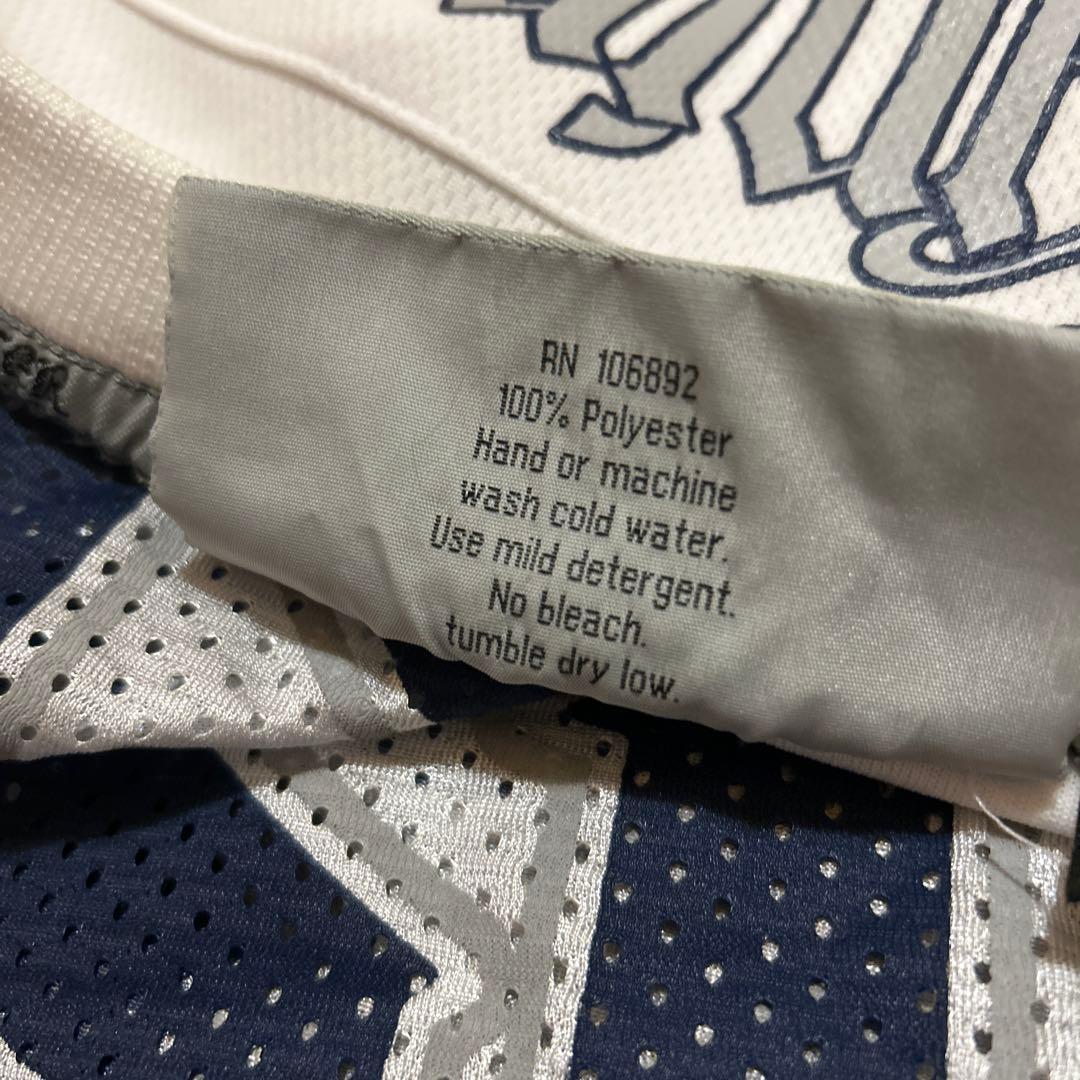 RN 106892
100% Polyester
Hand or machine
wash cold water.
Use mild detergent.
No bleach.
tumble dry low.